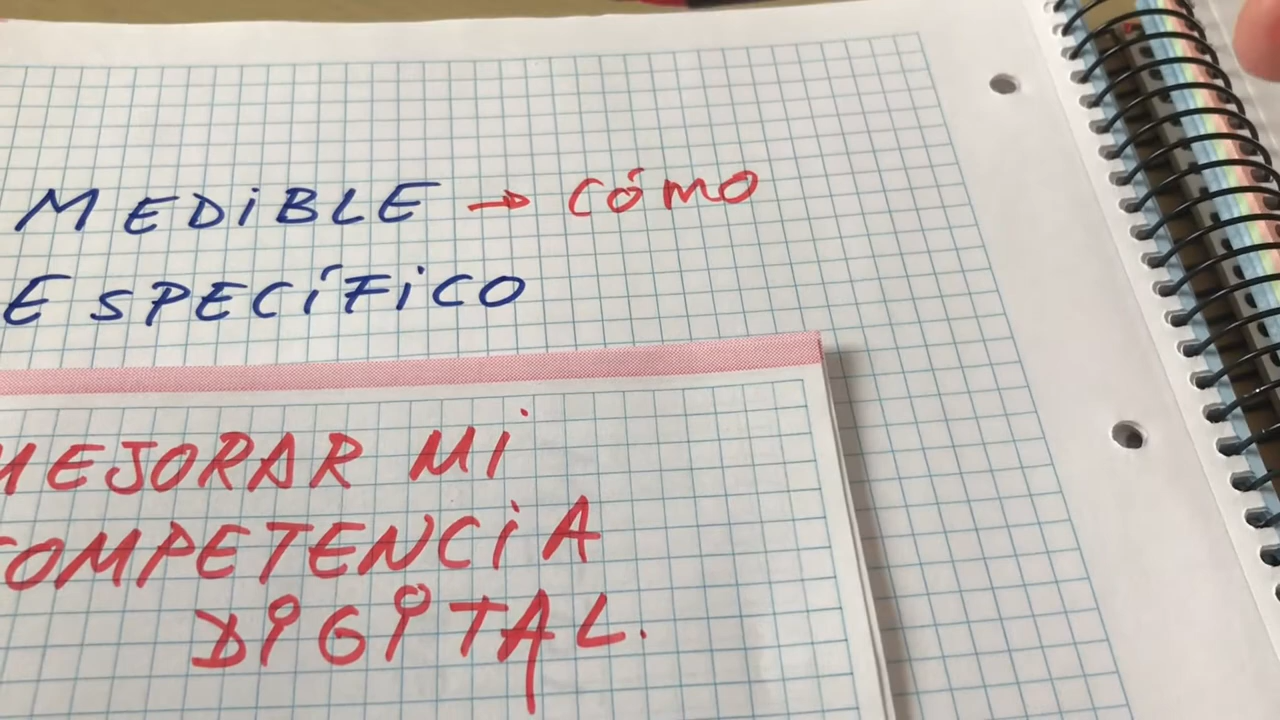 MEDiBLE → CÓMO
ESPECÍFiCO
MEJORAR Mi
COMPETENCiA
DiGiTAL.